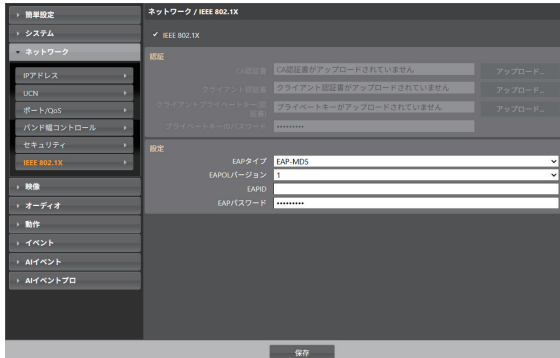 簡単設定
システム
ネットワーク
IPアドレス
UCN
ポート/QoS
バンド幅コントロール
セキュリティ
IEEE 802.1X
映像
オーディオ
動作
イベント
AIイベント
AIイベントプロ
ネットワーク / IEEE 802.1X
IEEE 802.1X
認証
CA認証書 CA認証書がアップロードされていません アップロード...
クライアント認証書 クライアント認証書がアップロードされていません アップロード...
クライアントプライベートキー(認証書) プライベートキーがアップロードされていません アップロード...
プライベートキーのパスワード •••••••••
設定
EAPタイプ EAP-MD5
EAPOLバージョン 1
EAPID
EAPパスワード •••••••••
保存